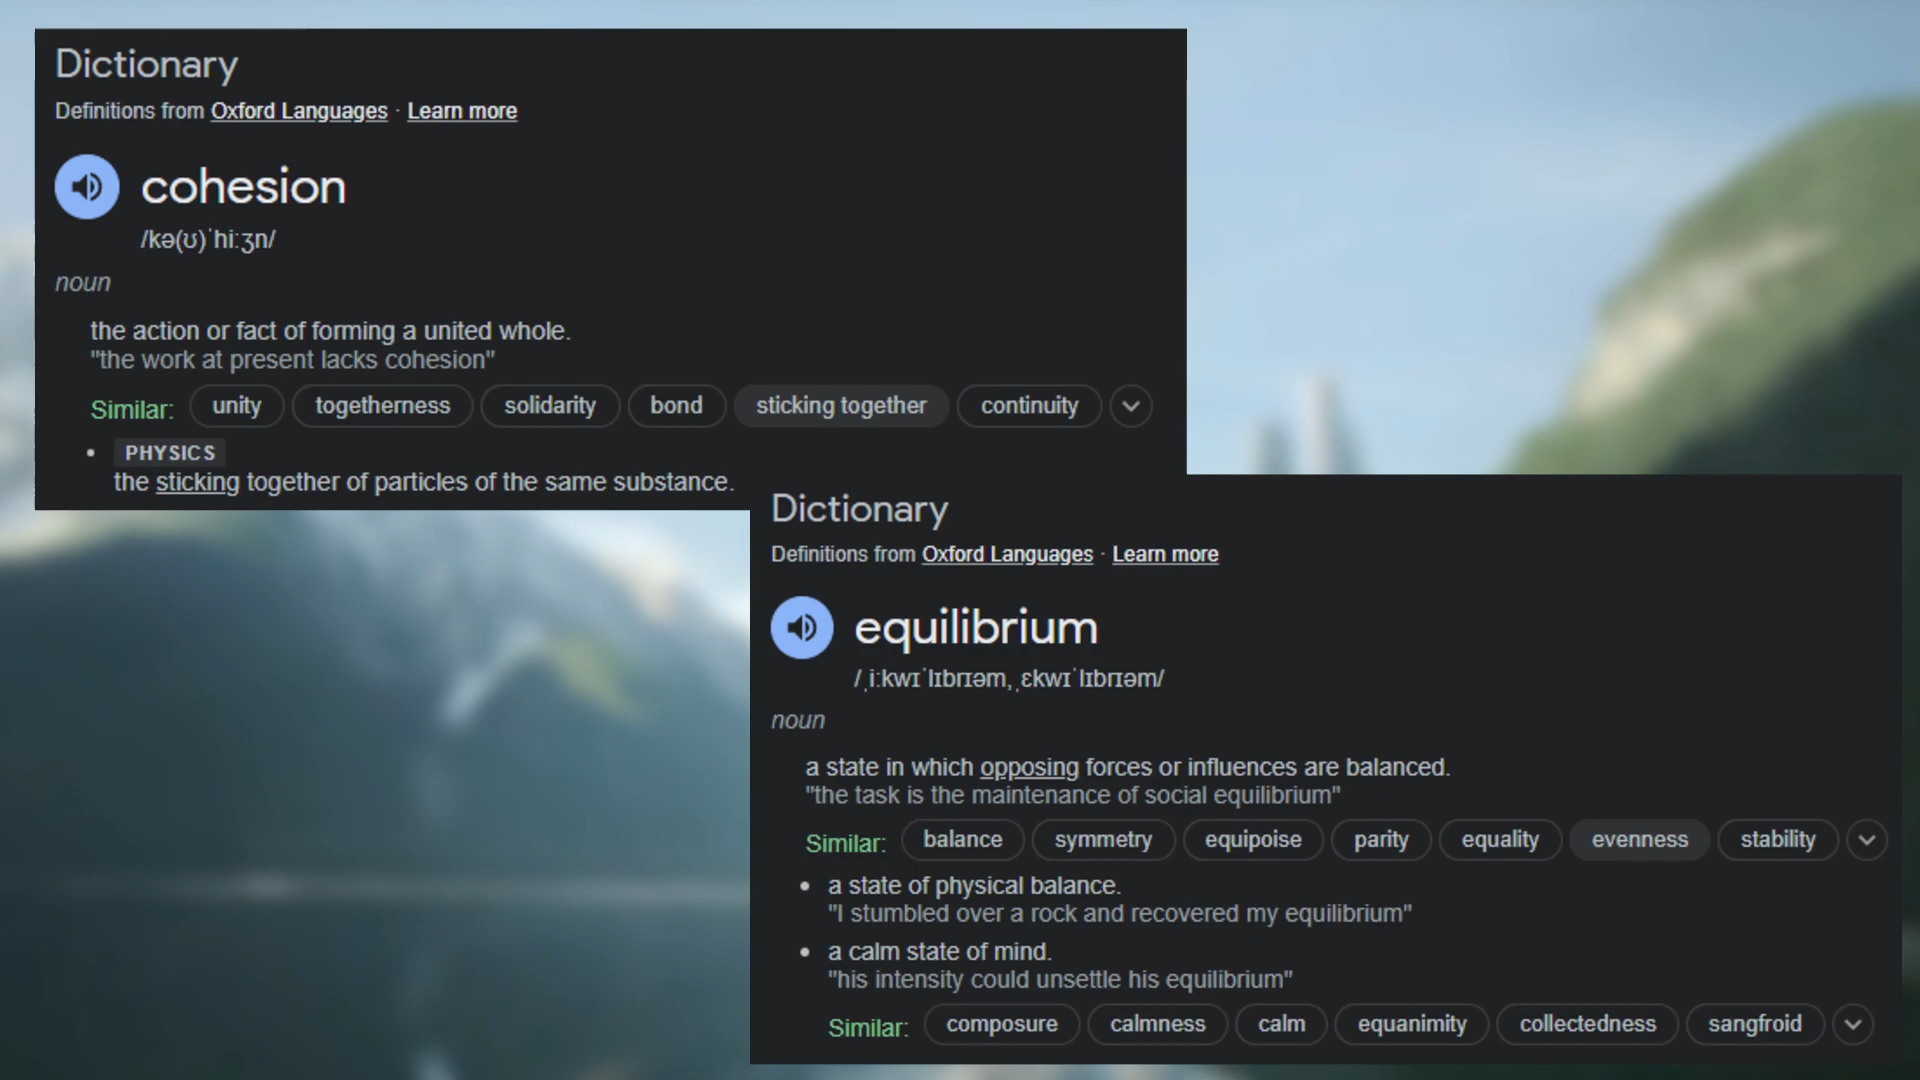 Dictionary
Definitions from Oxford Languages · Learn more
cohesion
/kə(ʊ)ˈhiːʒn/
noun
the action or fact of forming a united whole.
"the work at present lacks cohesion"
Similar: unity togetherness solidarity bond sticking together continuity
• PHYSICS
the sticking together of particles of the same substance.
Dictionary
Definitions from Oxford Languages · Learn more
equilibrium
/ˌiːkwɪˈlɪbrɪəm,ˌɛkwɪˈlɪbrɪəm/
noun
a state in which opposing forces or influences are balanced.
"the task is the maintenance of social equilibrium"
Similar: balance symmetry equipoise parity equality evenness stability
• a state of physical balance.
"I stumbled over a rock and recovered my equilibrium"
• a calm state of mind.
"his intensity could unsettle his equilibrium"
Similar: composure calmness calm equanimity collectedness sangfroid